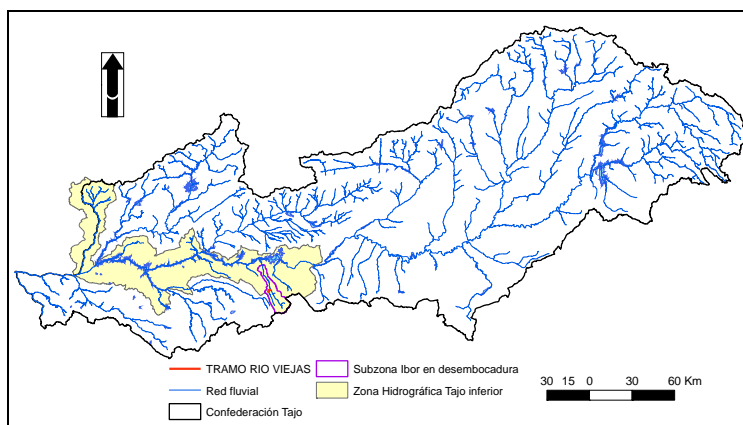 TRAMO RIO VIEJAS
Subzona Ibor en desembocadura
Red fluvial
Zona Hidrográfica Tajo inferior
Confederación Tajo
30 15 0 30 60 Km